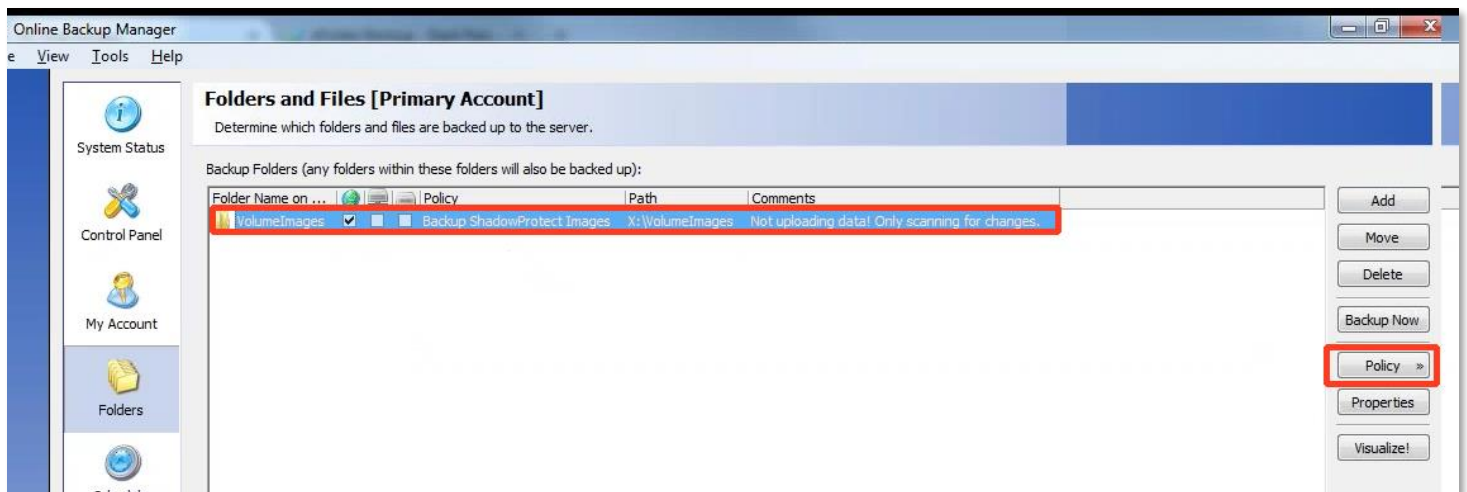 Online Backup Manager
e View Tools Help
Folders and Files [Primary Account]
Determine which folders and files are backed up to the server.
System Status
Backup Folders (any folders within these folders will also be backed up):
Folder Name on ... Policy Path Comments
VolumeImages Backup ShadowProtect Images X:\VolumeImages Not uploading data! Only scanning for changes.
Add
Control Panel
Move
Delete
My Account
Backup Now
Policy »
Folders
Properties
Visualize!